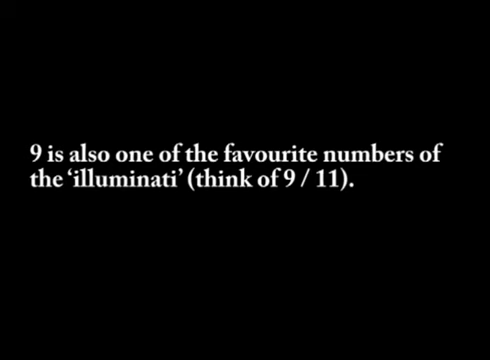 9 is also one of the favourite numbers of
the ‘illuminati’ (think of 9 / 11).